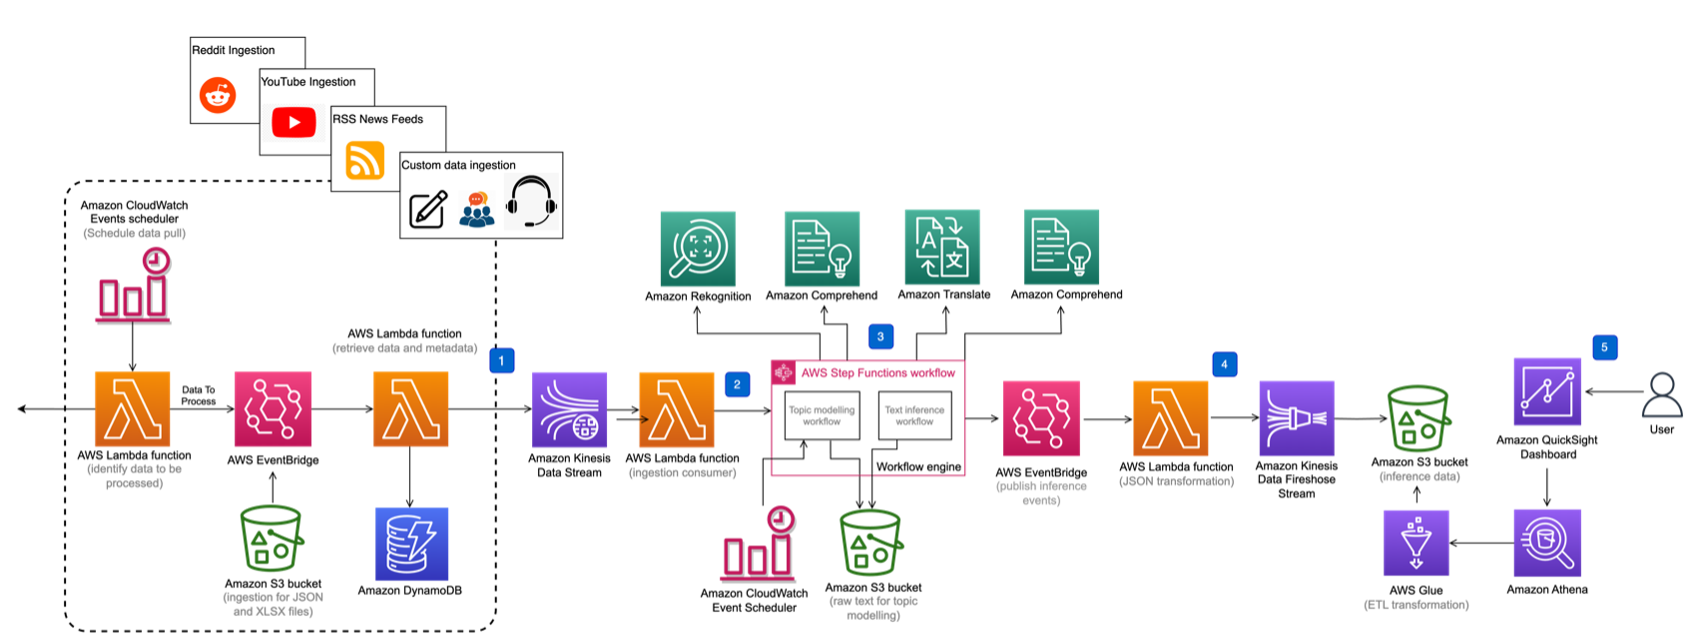 Reddit Ingestion
YouTube Ingestion
RSS News Feeds
Custom data ingestion
Amazon CloudWatch
Events scheduler
(Schedule data pull)
AWS Lambda function
(retrieve data and metadata)
1
Data To
Process
AWS Lambda function
(identify data to be
processed)
AWS EventBridge
Amazon S3 bucket
(ingestion for JSON
and XLSX files)
Amazon DynamoDB
Amazon Kinesis
Data Stream
AWS Lambda function
(ingestion consumer)
2
Amazon Rekognition
Amazon Comprehend
Amazon Translate
Amazon Comprehend
3
AWS Step Functions workflow
Topic modelling
workflow
Text inference
workflow
Workflow engine
Amazon CloudWatch
Event Scheduler
Amazon S3 bucket
(raw text for topic
modelling)
AWS EventBridge
(publish inference
events)
AWS Lambda function
(JSON transformation)
4
Amazon Kinesis
Data Fireshose
Stream
Amazon S3 bucket
(inference data)
AWS Glue
(ETL transformation)
5
Amazon QuickSight
Dashboard
User
Amazon Athena
A
文